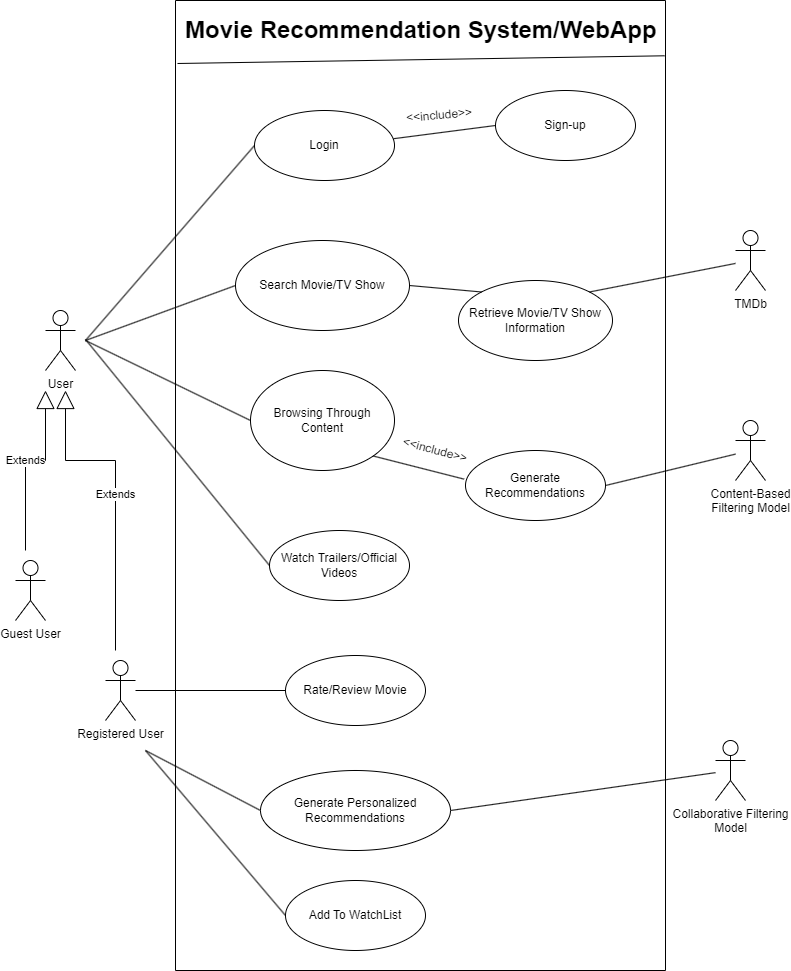 Movie Recommendation System/WebApp
<<include>>
Sign-up
Login
Search Movie/TV Show
Retrieve Movie/TV Show
Information
TMDb
User
Browsing Through
Content
<<include>>
Generate
Recommendations
Content-Based
Filtering Model
Extends
Extends
Watch Trailers/Official
Videos
Guest User
Rate/Review Movie
Registered User
Generate Personalized
Recommendations
Collaborative Filtering
Model
Add To WatchList